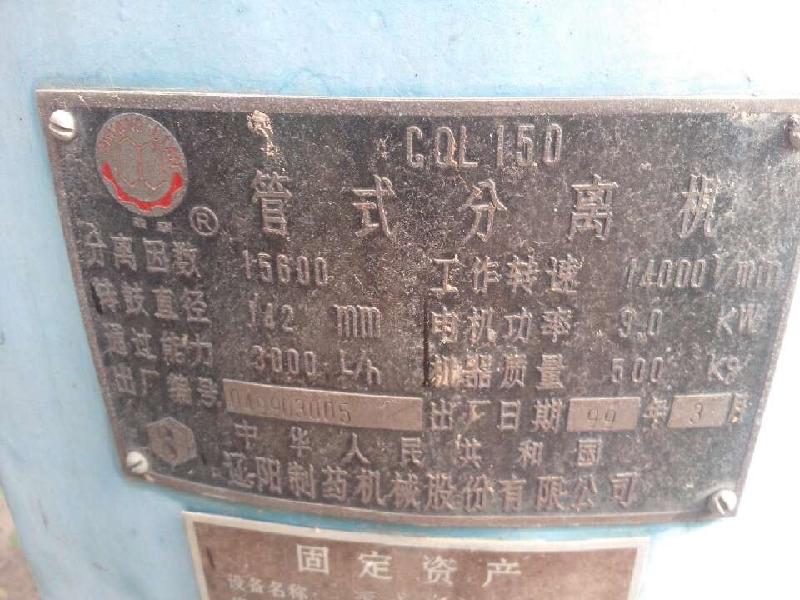 GQL 150
管式分离机
®
分离因数 15600 工作转速 14000 r/min
转鼓直径 142 mm 电机功率 3.0 KW
通过能力 3000 L/h 机器质量 500 Kg
出厂编号 049903005 出厂日期 99 年 3 月
中华人民共和国
辽阳制药机械股份有限公司
固定资产
设备名称: